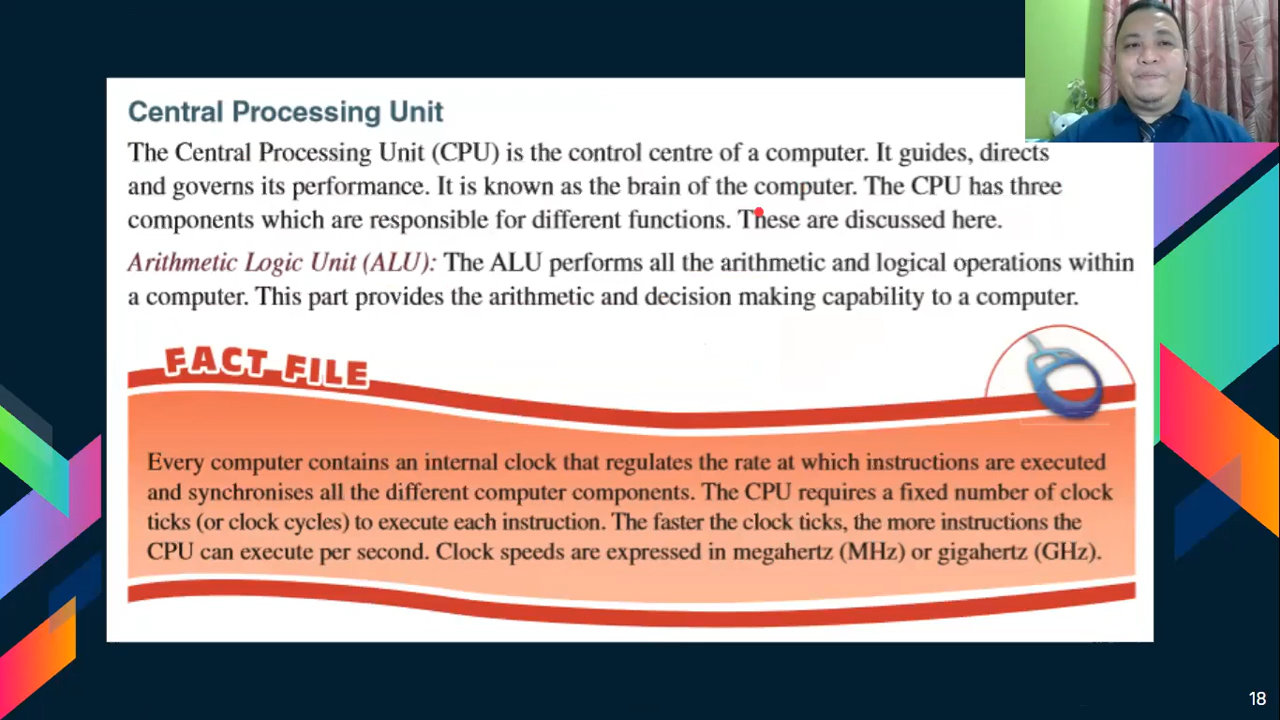 Central Processing Unit
The Central Processing Unit (CPU) is the control centre of a computer. It guides, directs
and governs its performance. It is known as the brain of the computer. The CPU has three
components which are responsible for different functions. These are discussed here.
Arithmetic Logic Unit (ALU): The ALU performs all the arithmetic and logical operations within
a computer. This part provides the arithmetic and decision making capability to a computer.
FACT FILE
Every computer contains an internal clock that regulates the rate at which instructions are executed
and synchronises all the different computer components. The CPU requires a fixed number of clock
ticks (or clock cycles) to execute each instruction. The faster the clock ticks, the more instructions the
CPU can execute per second. Clock speeds are expressed in megahertz (MHz) or gigahertz (GHz).
18